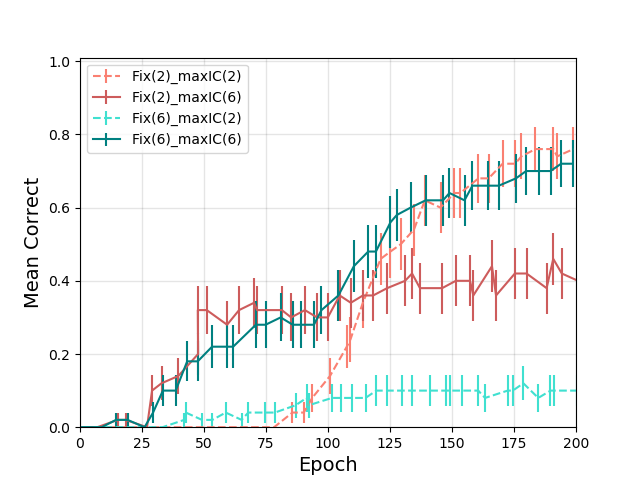 1.0
0.8
0.6
0.4
0.2
0.0
Mean Correct
Fix(2)_maxIC(2)
Fix(2)_maxIC(6)
Fix(6)_maxIC(2)
Fix(6)_maxIC(6)
0 25 50 75 100 125 150 175 200
Epoch